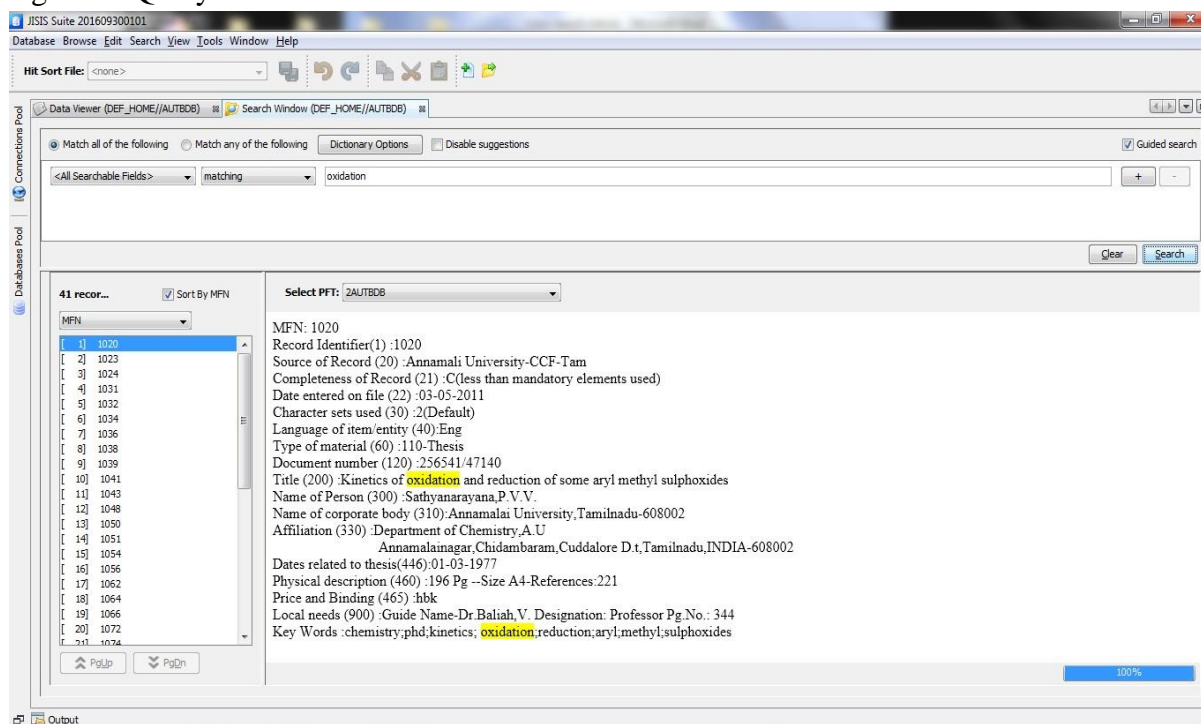 JISIS Suite 201609300101
Database Browse Edit Search View Tools Window Help
Hit Sort File: <none>
Data Viewer (DEF_HOME//AUTBDB) Search Window (DEF_HOME//AUTBDB)
Connections Pool
Databases Pool
Match all of the following Match any of the following Dictionary Options Disable suggestions Guided search
<All Searchable Fields> matching oxidation + -
Clear Search
41 recor... Sort By MFN Select PFT: 2AUTBDB
MFN
[ 1] 1020
[ 2] 1023
[ 3] 1024
[ 4] 1031
[ 5] 1032
[ 6] 1034
[ 7] 1036
[ 8] 1038
[ 9] 1039
[ 10] 1041
[ 11] 1043
[ 12] 1048
[ 13] 1050
[ 14] 1051
[ 15] 1054
[ 16] 1056
[ 17] 1062
[ 18] 1064
[ 19] 1066
[ 20] 1072
[ 21] 1074
PgUp PgDn
MFN: 1020
Record Identifier(1) :1020
Source of Record (20) :Annamali University-CCF-Tam
Completeness of Record (21) :C(less than mandatory elements used)
Date entered on file (22) :03-05-2011
Character sets used (30) :2(Default)
Language of item/entity (40):Eng
Type of material (60) :110-Thesis
Document number (120) :256541/47140
Title (200) :Kinetics of oxidation and reduction of some aryl methyl sulphoxides
Name of Person (300) :Sathyanarayana,P.V.V.
Name of corporate body (310):Annamalai University,Tamilnadu-608002
Affiliation (330) :Department of Chemistry,A.U
Annamalainagar,Chidambaram,Cuddalore D.t,Tamilnadu,INDIA-608002
Dates related to thesis(446):01-03-1977
Physical description (460) :196 Pg --Size A4-References:221
Price and Binding (465) :hbk
Local needs (900) :Guide Name-Dr.Baliah,V. Designation: Professor Pg.No.: 344
Key Words :chemistry;phd;kinetics; oxidation;reduction;aryl;methyl;sulphoxides
100%
Output